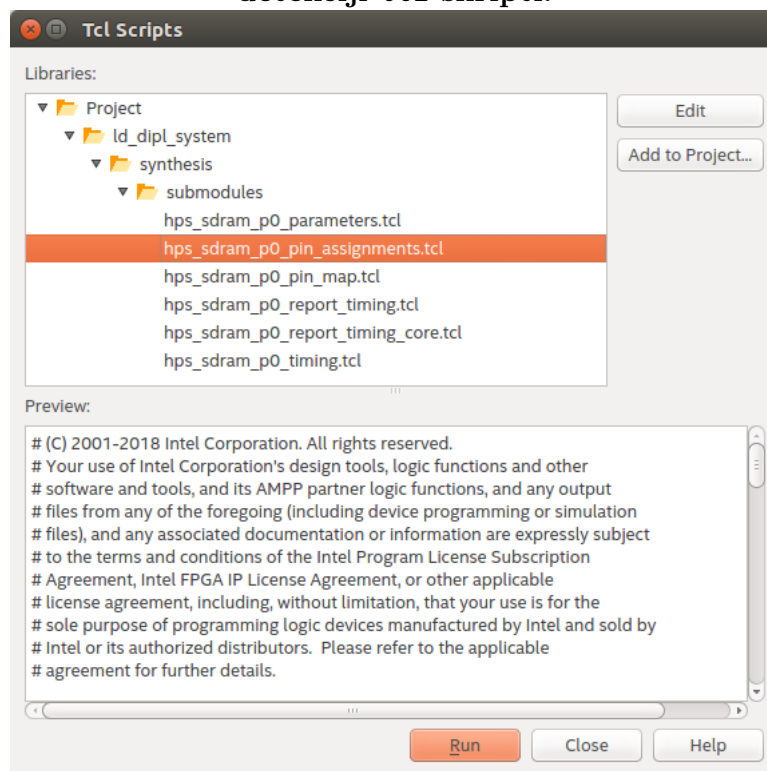 Tcl Scripts
Libraries:
Project
ld_dipl_system
synthesis
submodules
hps_sdram_p0_parameters.tcl
hps_sdram_p0_pin_assignments.tcl
hps_sdram_p0_pin_map.tcl
hps_sdram_p0_report_timing.tcl
hps_sdram_p0_report_timing_core.tcl
hps_sdram_p0_timing.tcl
Edit
Add to Project...
Preview:
# (C) 2001-2018 Intel Corporation. All rights reserved.
# Your use of Intel Corporation's design tools, logic functions and other
# software and tools, and its AMPP partner logic functions, and any output
# files from any of the foregoing (including device programming or simulation
# files), and any associated documentation or information are expressly subject
# to the terms and conditions of the Intel Program License Subscription
# Agreement, Intel FPGA IP License Agreement, or other applicable
# license agreement, including, without limitation, that your use is for the
# sole purpose of programming logic devices manufactured by Intel and sold by
# Intel or its authorized distributors.  Please refer to the applicable
# agreement for further details.
Run
Close
Help